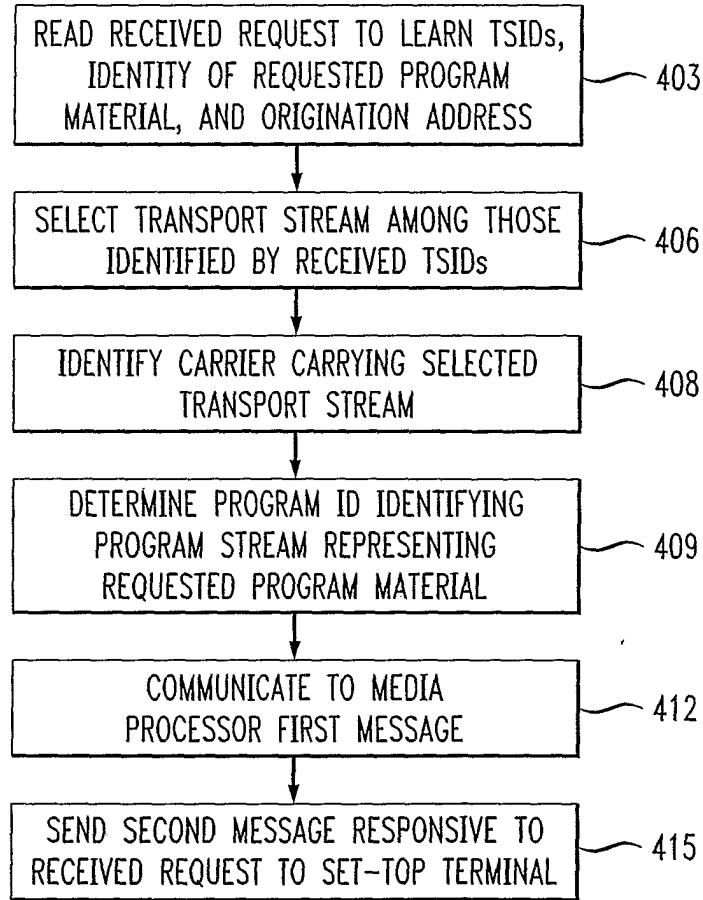 READ RECEIVED REQUEST TO LEARN TSIDs,
IDENTITY OF REQUESTED PROGRAM
MATERIAL, AND ORIGINATION ADDRESS
403
SELECT TRANSPORT STREAM AMONG THOSE
IDENTIFIED BY RECEIVED TSIDs
406
IDENTIFY CARRIER CARRYING SELECTED
TRANSPORT STREAM
408
DETERMINE PROGRAM ID IDENTIFYING
PROGRAM STREAM REPRESENTING
REQUESTED PROGRAM MATERIAL
409
COMMUNICATE TO MEDIA
PROCESSOR FIRST MESSAGE
412
SEND SECOND MESSAGE RESPONSIVE TO
RECEIVED REQUEST TO SET-TOP TERMINAL
415